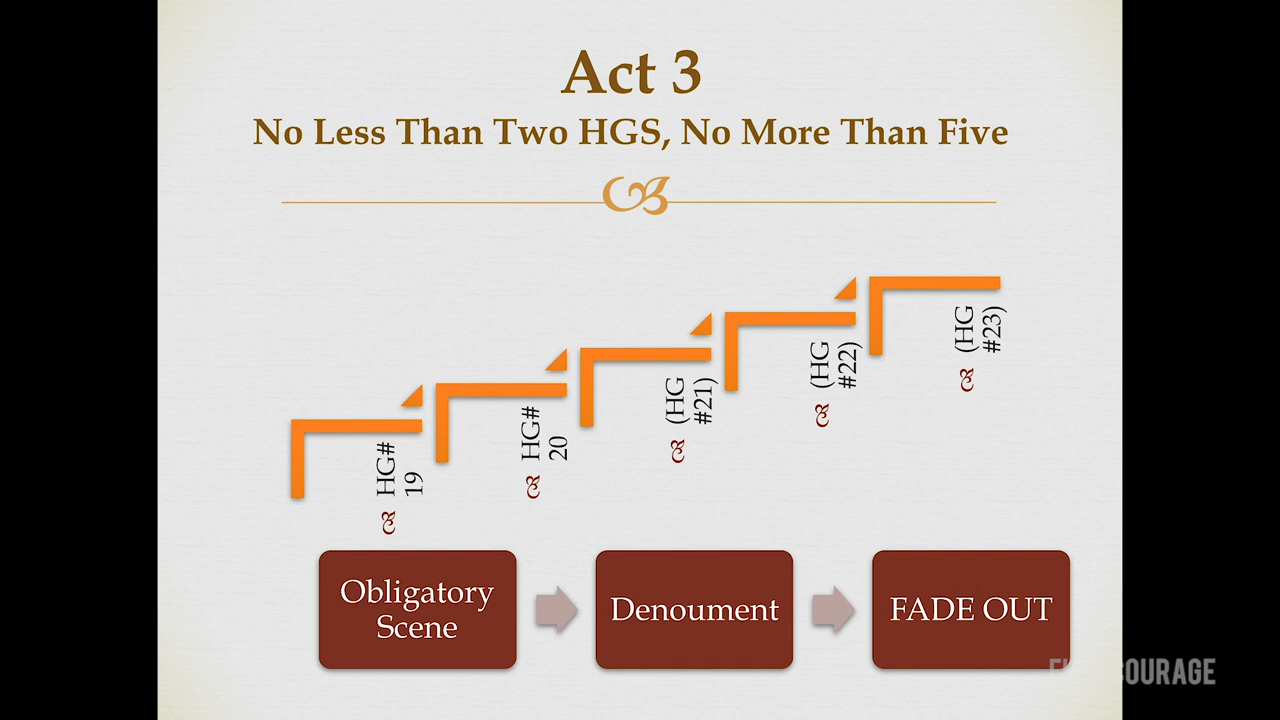 Act 3
No Less Than Two HGS, No More Than Five
HG#
19
HG#
20
(HG
#21)
(HG
#22)
(HG
#23)
Obligatory
Scene
Denoument
FADE OUT